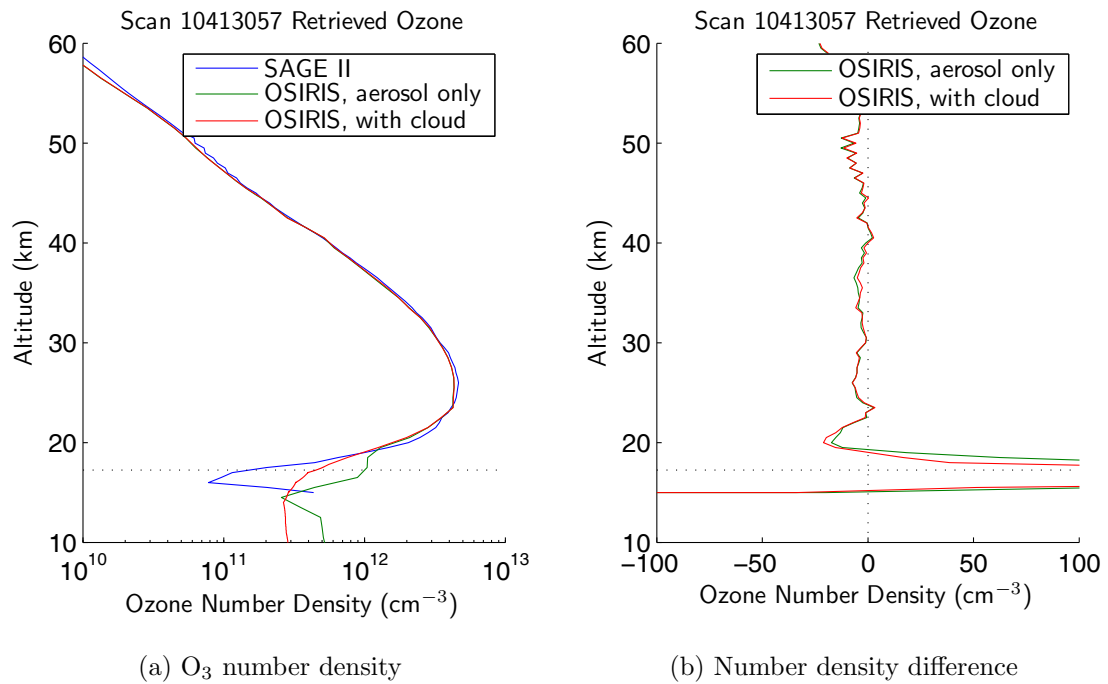 Scan 10413057 Retrieved Ozone
60
50
40
30
20
10
Altitude (km)
SAGE II
OSIRIS, aerosol only
OSIRIS, with cloud
10^10 10^11 10^12 10^13
Ozone Number Density (cm^−3)
(a) O₃ number density
Scan 10413057 Retrieved Ozone
60
50
40
30
20
10
Altitude (km)
OSIRIS, aerosol only
OSIRIS, with cloud
−100 −50 0 50 100
Ozone Number Density (cm^−3)
(b) Number density difference